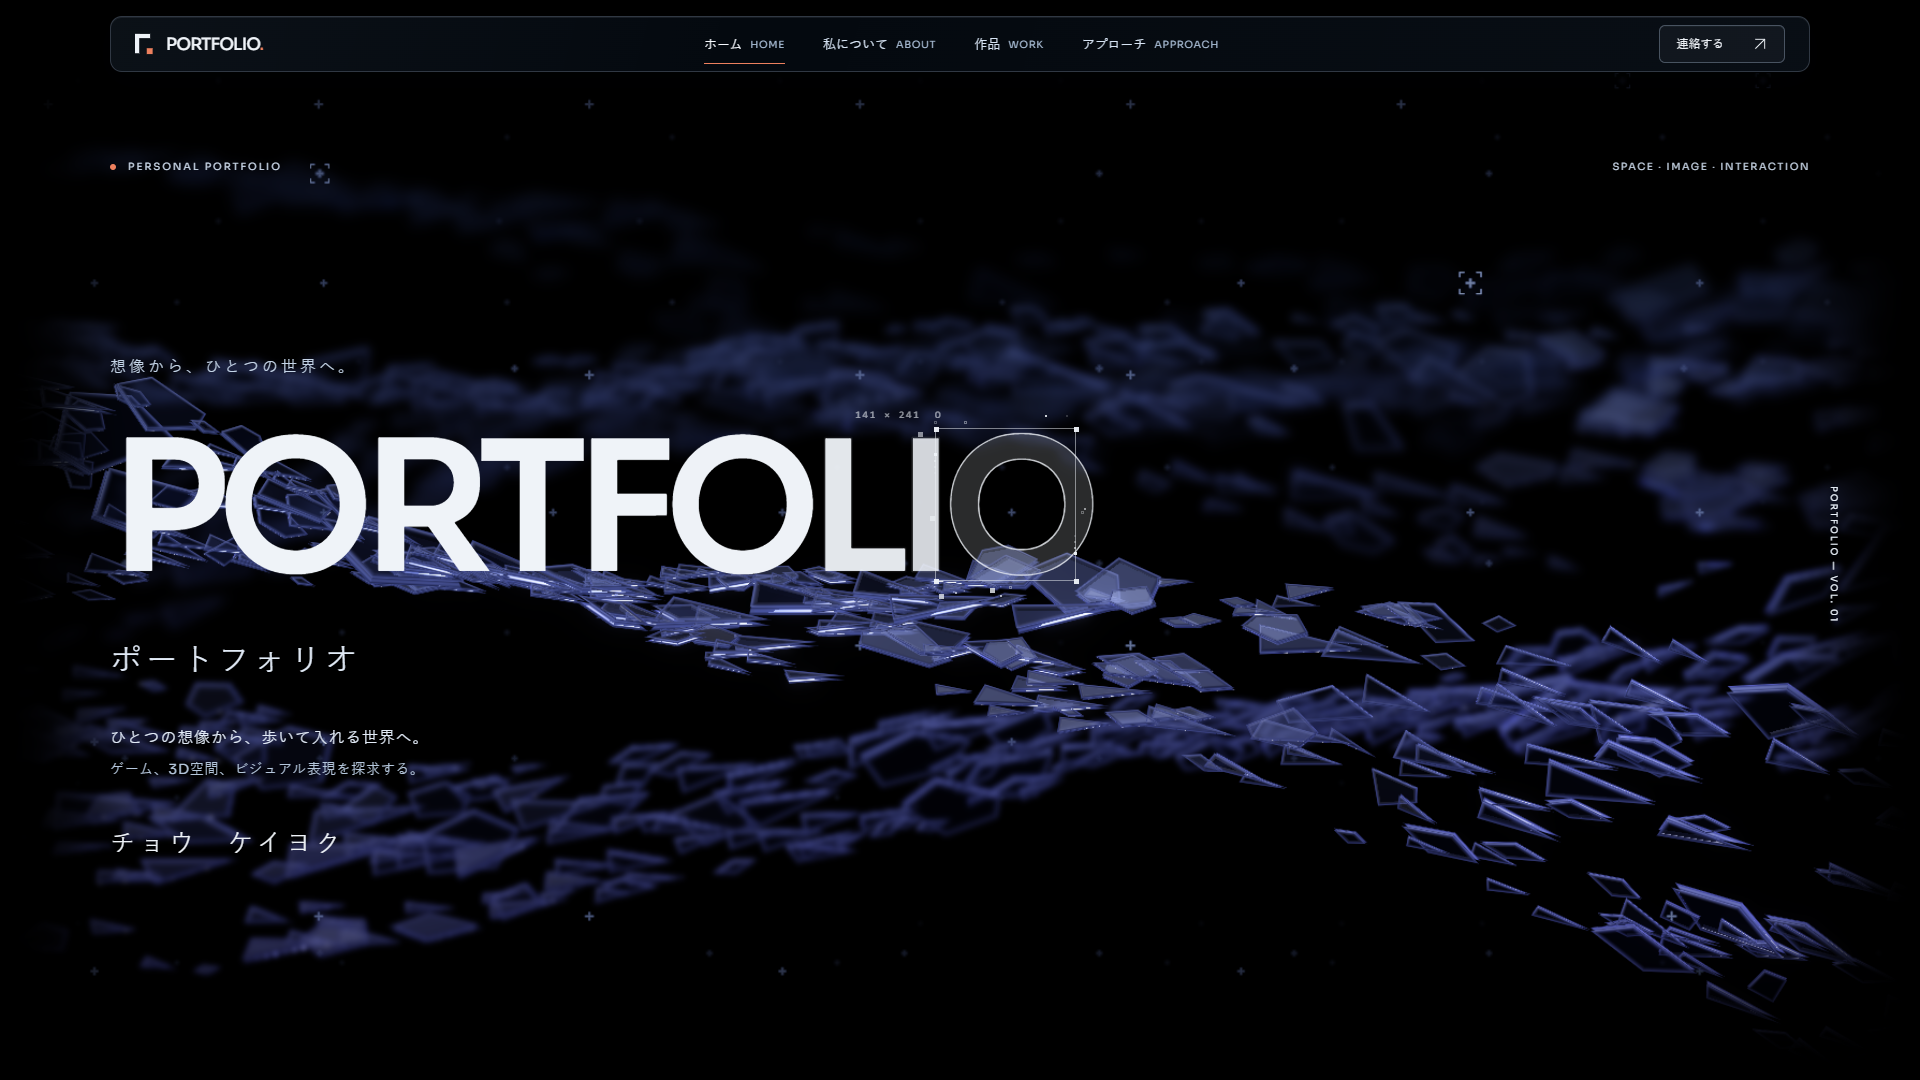 PORTFOLIO.
ホーム HOME 私について ABOUT 作品 WORK アプローチ APPROACH
連絡する
PERSONAL PORTFOLIO
SPACE · IMAGE · INTERACTION
想像から、ひとつの世界へ。
141 × 241 0
PORTFOLIO
PORTFOLIO — VOL. 01
ポートフォリオ
ひとつの想像から、歩いて入れる世界へ。
ゲーム、3D空間、ビジュアル表現を探求する。
チョウ　ケイヨク